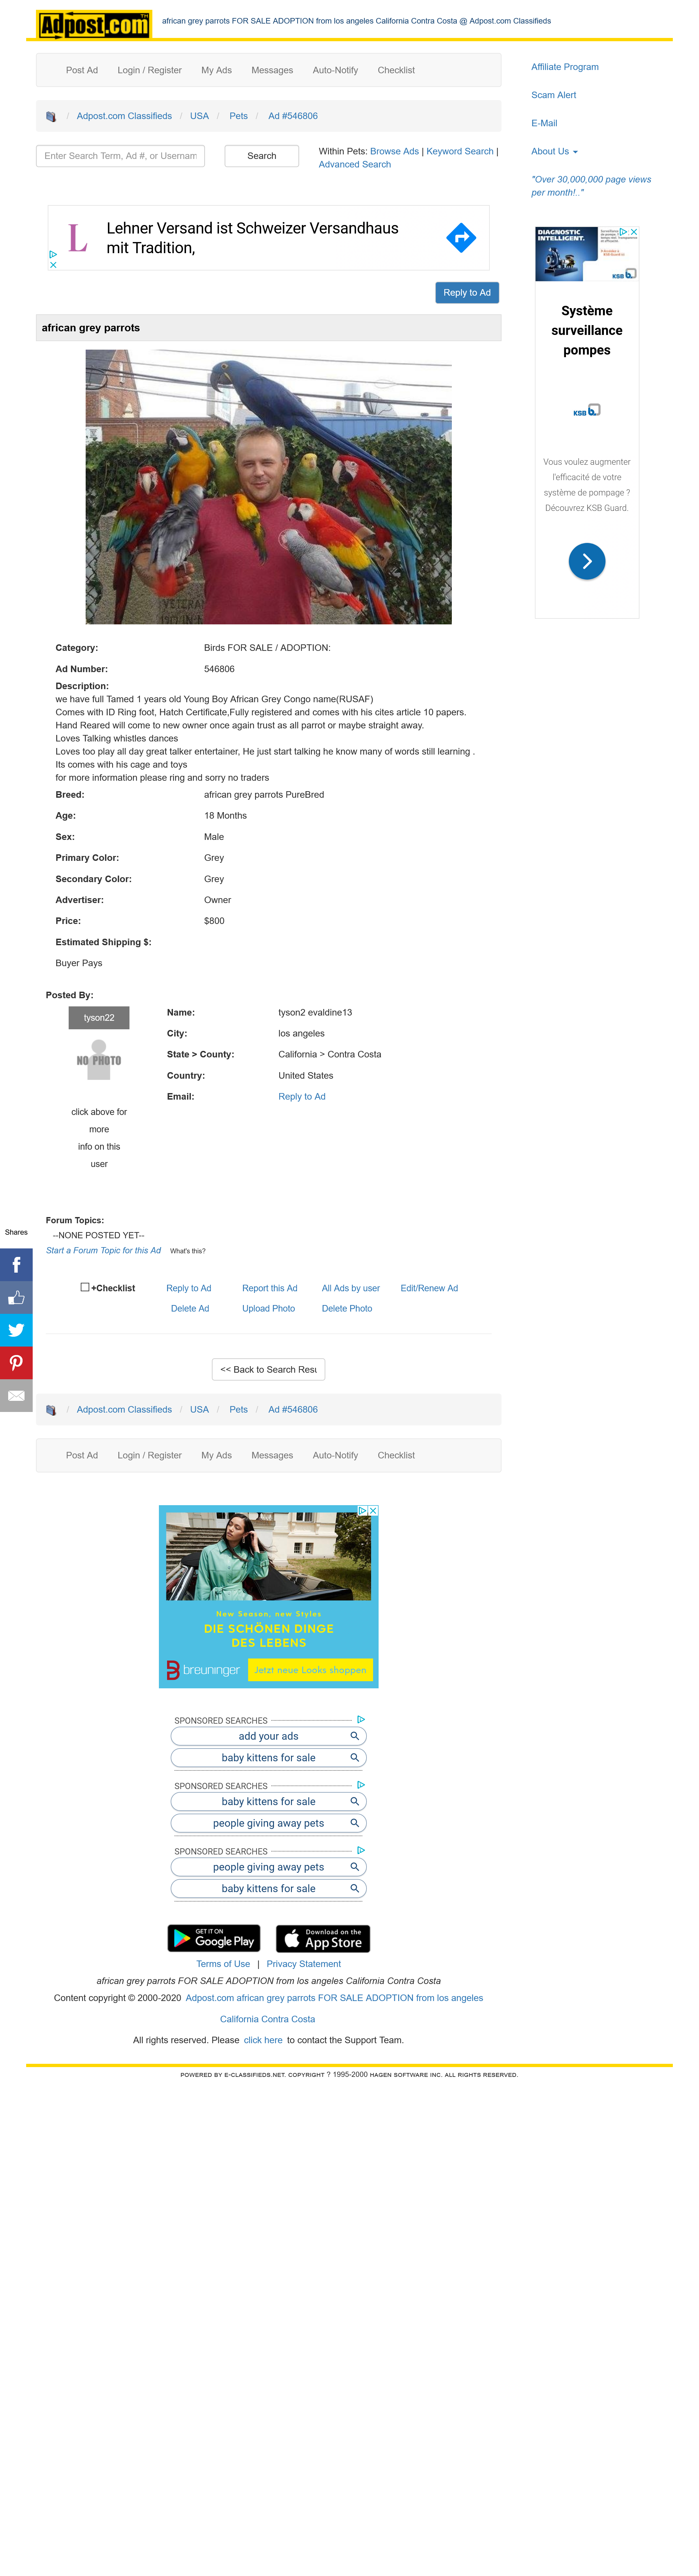 Adpost.com™
african grey parrots FOR SALE ADOPTION from los angeles California Contra Costa @ Adpost.com Classifieds
Post Ad Login / Register My Ads Messages Auto-Notify Checklist
/ Adpost.com Classifieds / USA / Pets / Ad #546806
Enter Search Term, Ad #, or Usernam
Search
Within Pets: Browse Ads | Keyword Search |
Advanced Search
Affiliate Program
Scam Alert
E-Mail
About Us
"Over 30,000,000 page views
per month!.."
L
Lehner Versand ist Schweizer Versandhaus
mit Tradition,
Reply to Ad
DIAGNOSTIC
INTELLIGENT.
KSB
Système
surveillance
pompes
KSB
Vous voulez augmenter
l'efficacité de votre
système de pompage ?
Découvrez KSB Guard.
african grey parrots
VETERAN
Category: Birds FOR SALE / ADOPTION:
Ad Number: 546806
Description:
we have full Tamed 1 years old Young Boy African Grey Congo name(RUSAF)
Comes with ID Ring foot, Hatch Certificate,Fully registered and comes with his cites article 10 papers.
Hand Reared will come to new owner once again trust as all parrot or maybe straight away.
Loves Talking whistles dances
Loves too play all day great talker entertainer, He just start talking he know many of words still learning .
Its comes with his cage and toys
for more information please ring and sorry no traders
Breed: african grey parrots PureBred
Age: 18 Months
Sex: Male
Primary Color: Grey
Secondary Color: Grey
Advertiser: Owner
Price: $800
Estimated Shipping $:
Buyer Pays
Posted By:
tyson22
NO PHOTO
click above for
more
info on this
user
Name: tyson2 evaldine13
City: los angeles
State > County: California > Contra Costa
Country: United States
Email: Reply to Ad
Forum Topics:
--NONE POSTED YET--
Start a Forum Topic for this Ad What's this?
Shares
+Checklist Reply to Ad Report this Ad All Ads by user Edit/Renew Ad
Delete Ad Upload Photo Delete Photo
<< Back to Search Resu
/ Adpost.com Classifieds / USA / Pets / Ad #546806
Post Ad Login / Register My Ads Messages Auto-Notify Checklist
New Season, new Styles
DIE SCHÖNEN DINGE
DES LEBENS
breuninger
Jetzt neue Looks shoppen
SPONSORED SEARCHES
add your ads
baby kittens for sale
SPONSORED SEARCHES
baby kittens for sale
people giving away pets
SPONSORED SEARCHES
people giving away pets
baby kittens for sale
GET IT ON
Google Play
Download on the
App Store
Terms of Use | Privacy Statement
african grey parrots FOR SALE ADOPTION from los angeles California Contra Costa
Content copyright © 2000-2020 Adpost.com african grey parrots FOR SALE ADOPTION from los angeles
California Contra Costa
All rights reserved. Please click here to contact the Support Team.
POWERED BY E-CLASSIFIEDS.NET. COPYRIGHT ? 1995-2000 HAGEN SOFTWARE INC. ALL RIGHTS RESERVED.